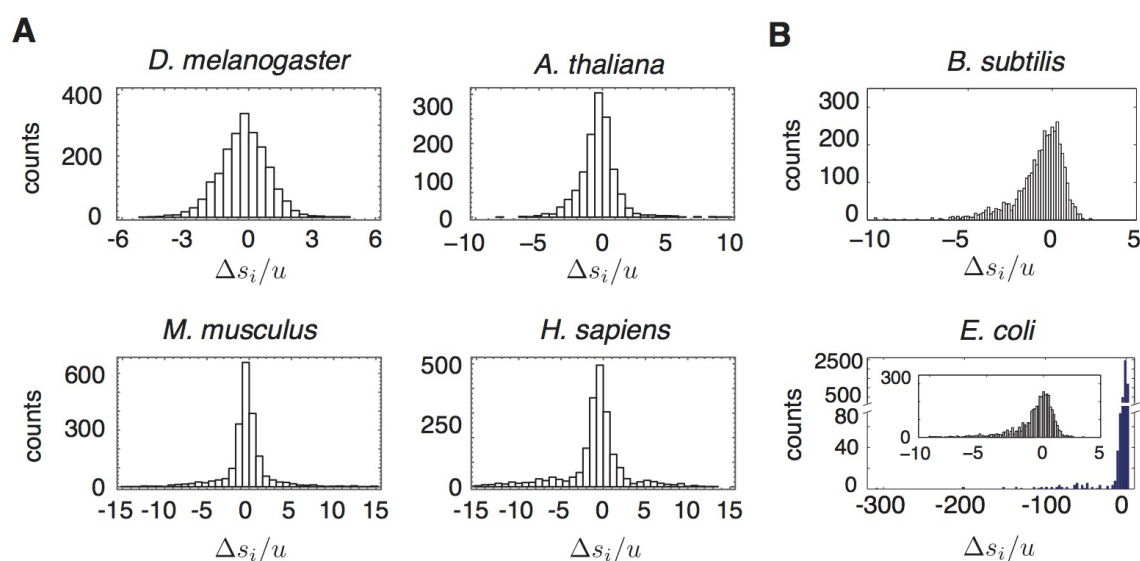 A
B
D. melanogaster
400
200
0
counts
-6 -3 0 3 6
Δs_i/u
A. thaliana
300
200
100
0
−10 −5 0 5 10
Δs_i/u
B. subtilis
300
200
100
0
counts
−10 −5 0 5
Δs_i/u
M. musculus
600
300
0
counts
-15 -10 -5 0 5 10 15
Δs_i/u
H. sapiens
500
250
0
-15 -10 -5 0 5 10 15
Δs_i/u
E. coli
2500
500
80
40
0
counts
300
0
−10 −5 0 5
-300 -200 -100 0
Δs_i/u